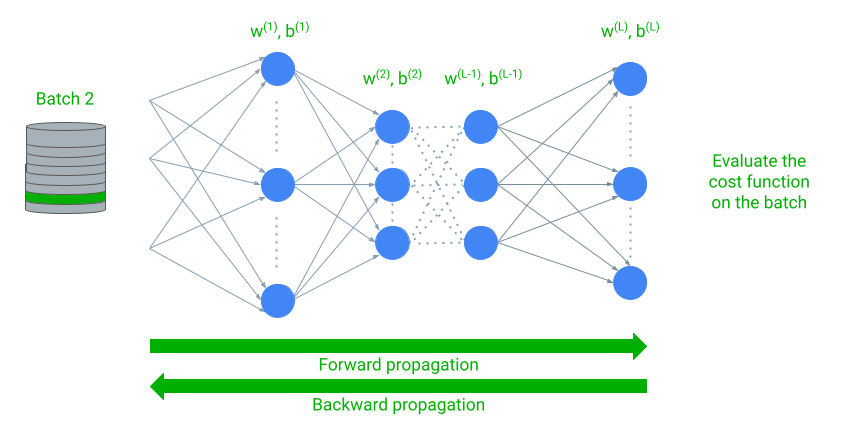 w(1), b(1)
w(L), b(L)
w(2), b(2)
w(L-1), b(L-1)
Batch 2
Evaluate the
cost function
on the batch
Forward propagation
Backward propagation